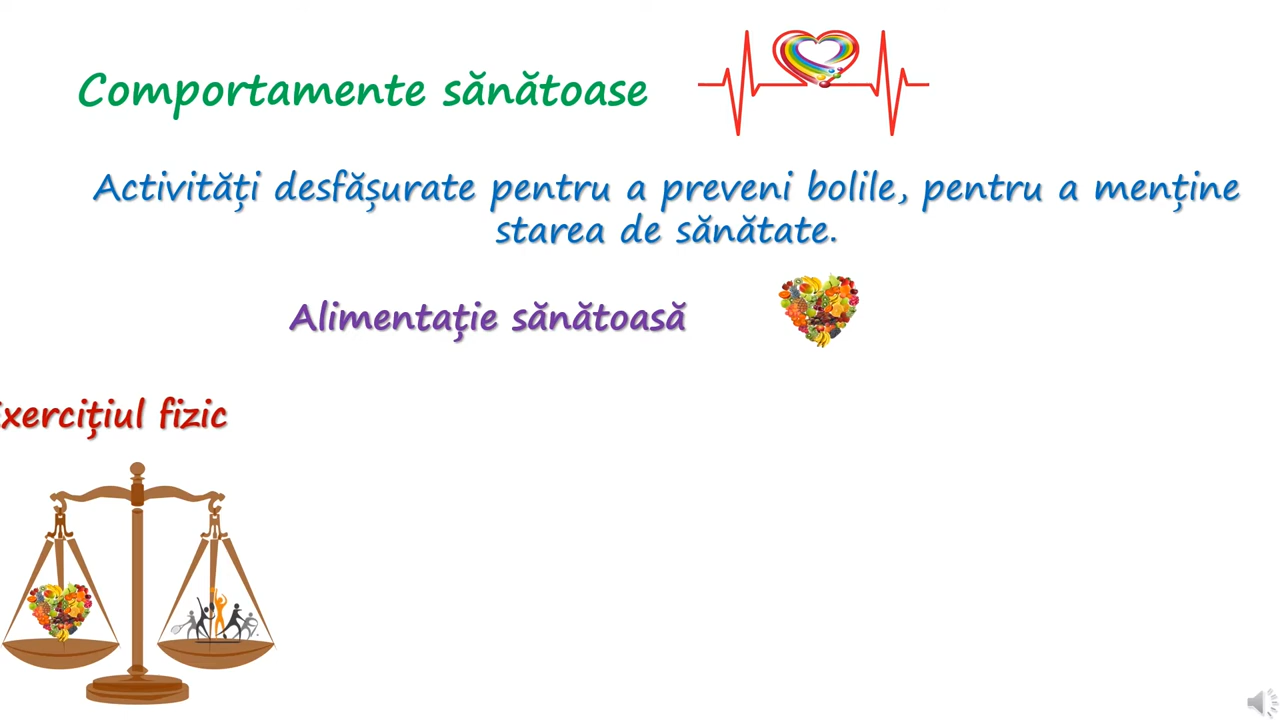 Comportamente sănătoase
Activități desfășurate pentru a preveni bolile, pentru a menține
starea de sănătate.
Alimentație sănătoasă
xercițiul fizic